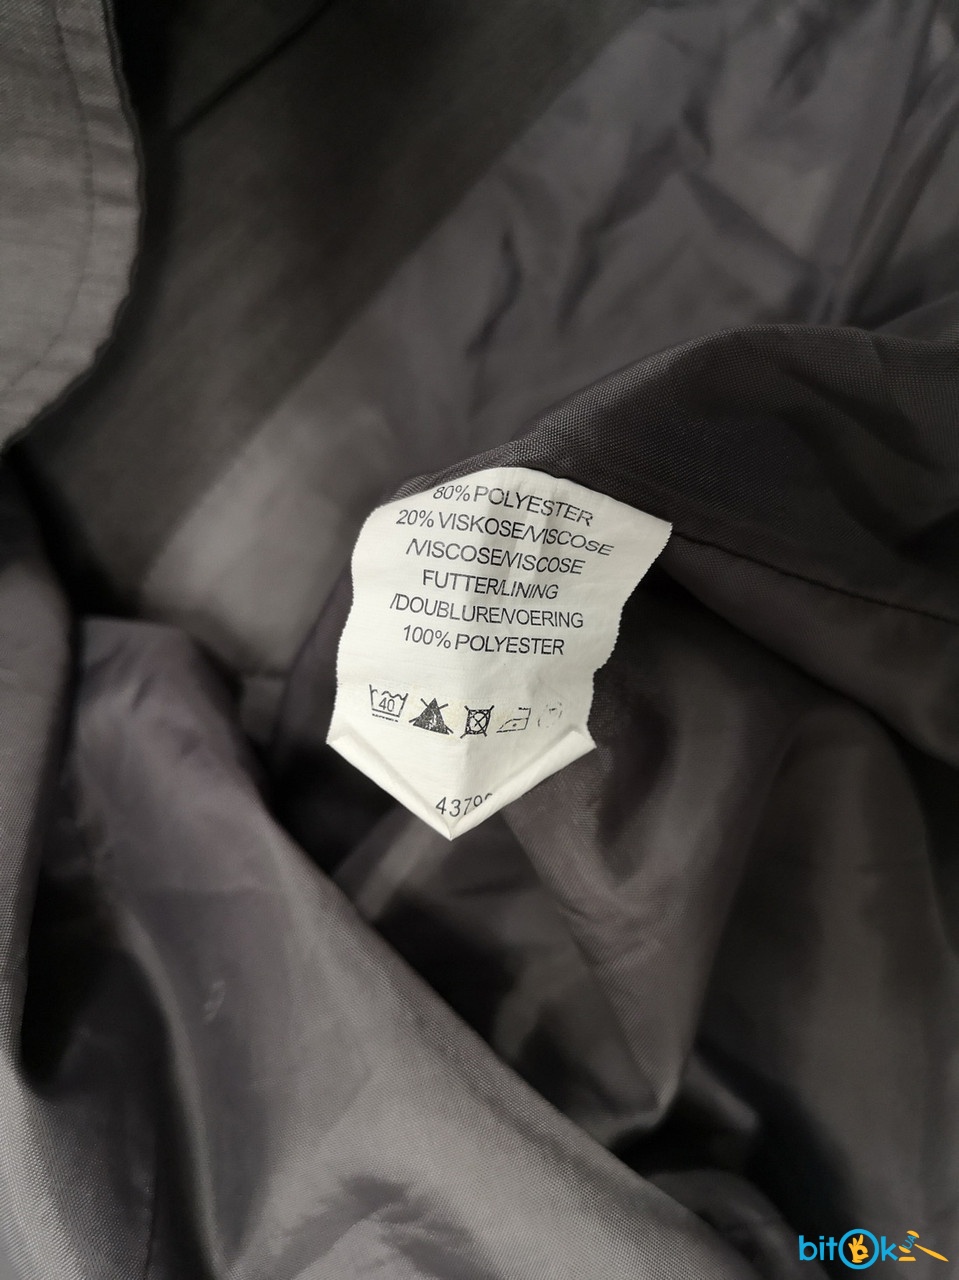 80% POLYESTER
20% VISKOSE/VISCOSE
/VISCOSE/VISCOSE
FUTTER/LINING
/DOUBLURE/VOERING
100% POLYESTER
40
bitOk